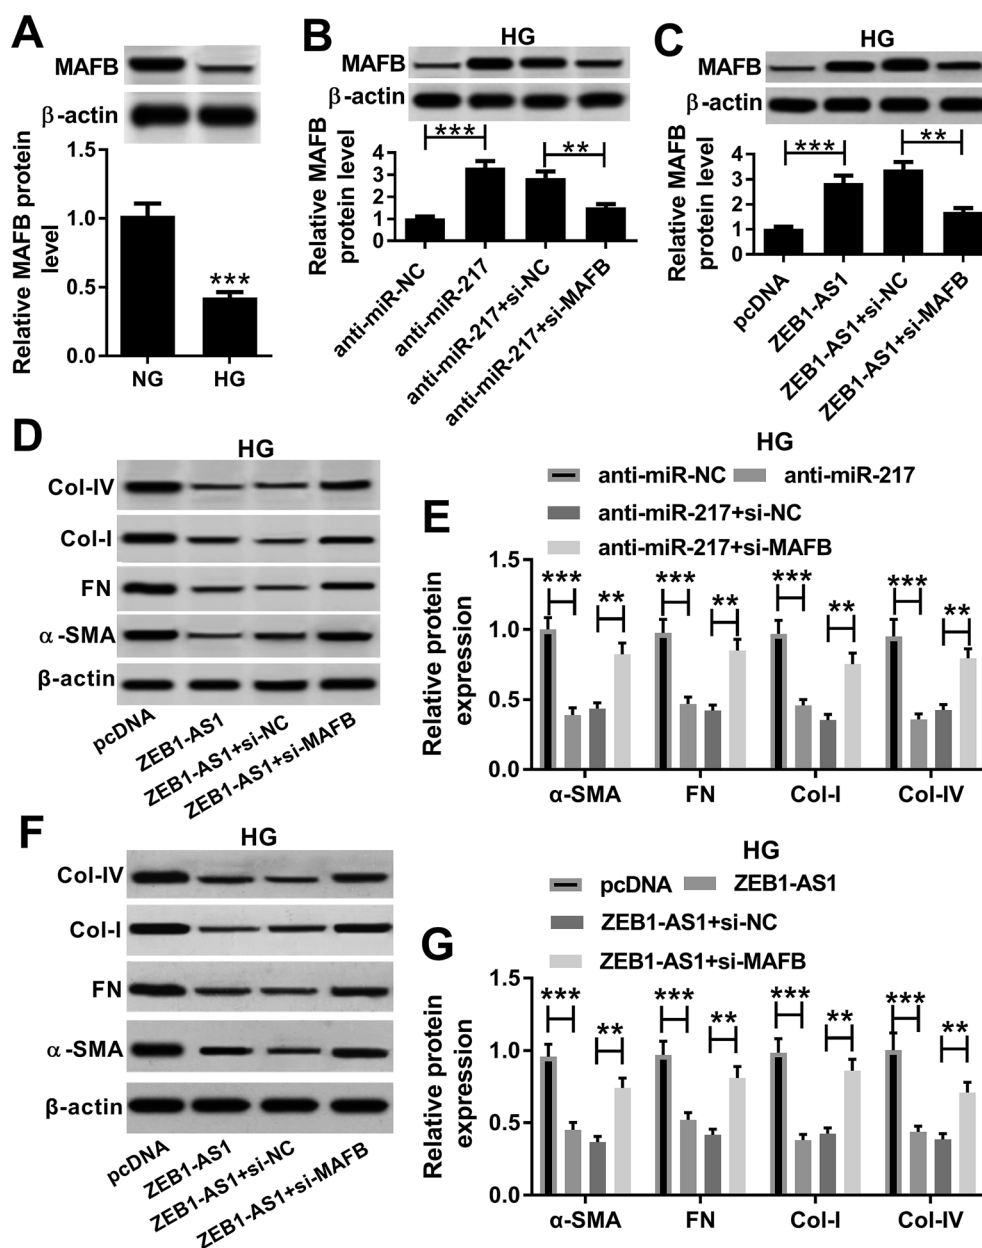 A
MAFB
β-actin
Relative MAFB protein
level
1.5
1.0
0.5
0.0
***
NG
HG
B
HG
MAFB
β-actin
Relative MAFB
protein level
4
3
2
1
0
***
**
anti-miR-NC
anti-miR-217
anti-miR-217+si-NC
anti-miR-217+si-MAFB
C
HG
MAFB
β-actin
Relative MAFB
protein level
4
3
2
1
0
***
**
pcDNA
ZEB1-AS1
ZEB1-AS1+si-NC
ZEB1-AS1+si-MAFB
D
HG
Col-IV
Col-I
FN
α-SMA
β-actin
pcDNA
ZEB1-AS1
ZEB1-AS1+si-NC
ZEB1-AS1+si-MAFB
E
HG
anti-miR-NC anti-miR-217
anti-miR-217+si-NC
anti-miR-217+si-MAFB
Relative protein
expression
1.5
1.0
0.5
0.0
*** ** *** ** *** ** *** **
α-SMA FN Col-I Col-IV
F
HG
Col-IV
Col-I
FN
α-SMA
β-actin
pcDNA
ZEB1-AS1
ZEB1-AS1+si-NC
ZEB1-AS1+si-MAFB
G
HG
pcDNA ZEB1-AS1
ZEB1-AS1+si-NC
ZEB1-AS1+si-MAFB
Relative protein
expression
1.5
1.0
0.5
0.0
*** ** *** ** *** ** *** **
α-SMA FN Col-I Col-IV